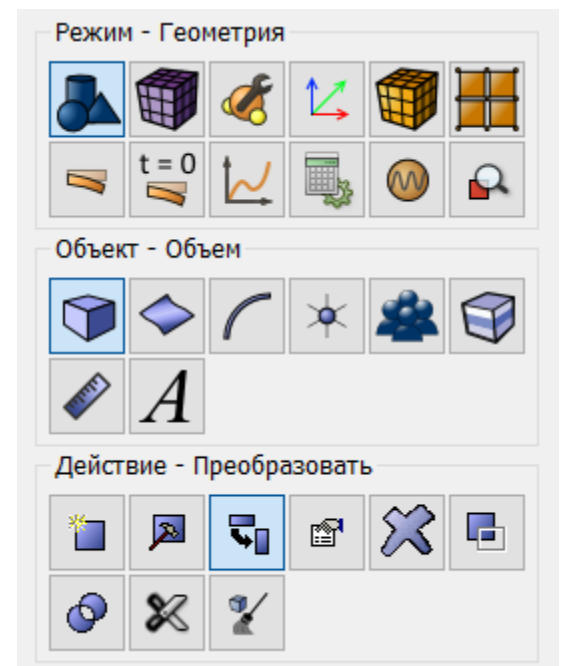 Режим - Геометрия
t = 0
Объект - Объем
A
Действие - Преобразовать